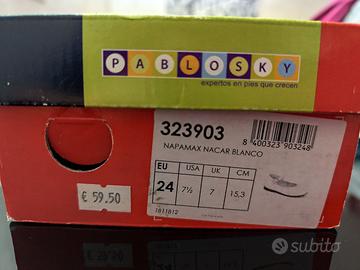 PABLOSKY
expertos en pies que crecen
323903
NAPAMAX NACAR BLANCO
8 400323 903248
EU USA UK CM
24 7½ 7 15,3
1811812
€ 59.50
subito